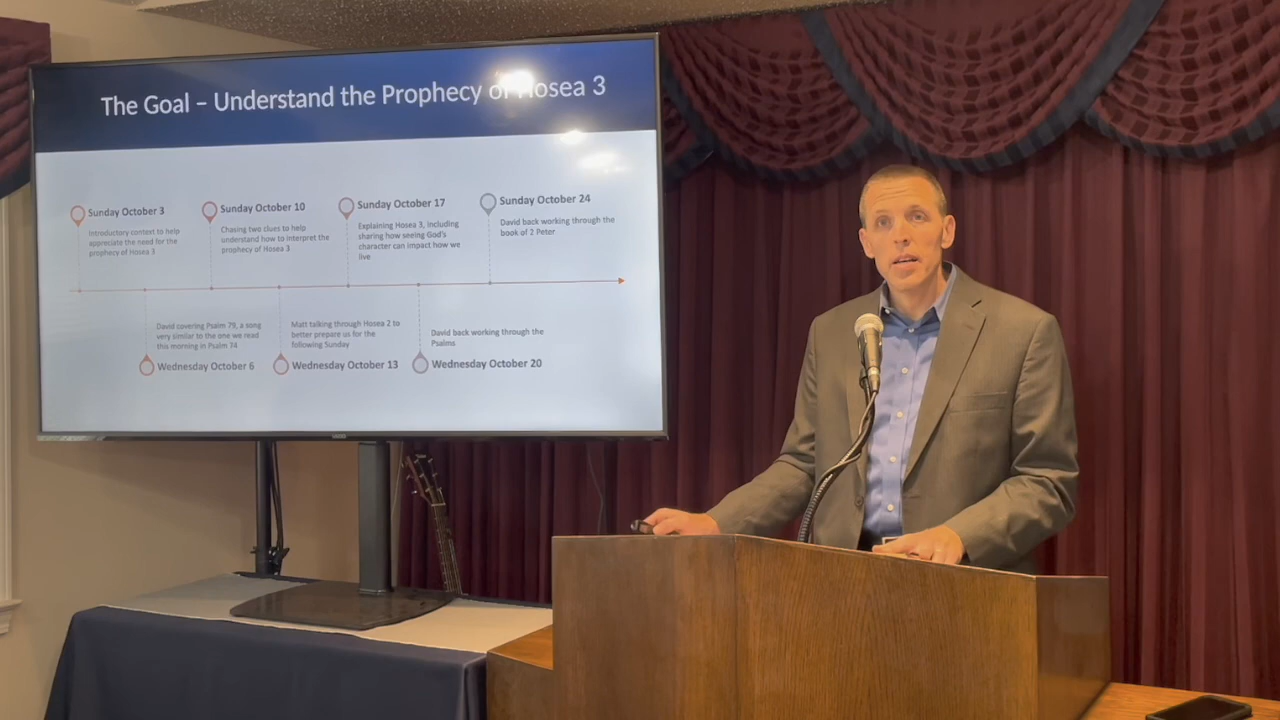 The Goal – Understand the Prophecy of Hosea 3
Sunday October 3
Introductory context to help
appreciate the need for the
prophecy of Hosea 3
Sunday October 10
Chasing two clues to help
understand how to interpret the
prophecy of Hosea 3
Sunday October 17
Explaining Hosea 3, including
sharing how seeing God's
character can impact how we
live
Sunday October 24
David back working through the
book of 2 Peter
David covering Psalm 79, a song
very similar to the one we read
this morning in Psalm 74
Wednesday October 6
Matt talking through Hosea 2 to
better prepare us for the
following Sunday
Wednesday October 13
David back working through the
Psalms
Wednesday October 20